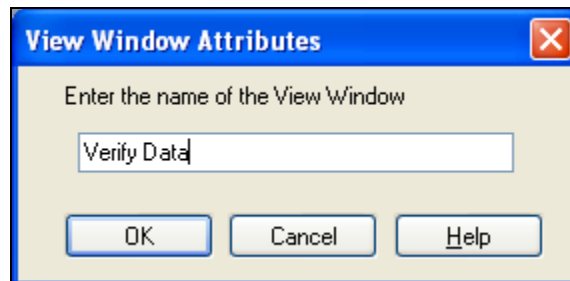 View Window Attributes
Enter the name of the View Window
Verify Data
OK Cancel Help